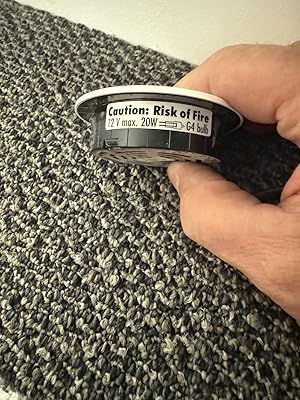 Caution: Risk of Fire
12 V max. 20W G4 bulb